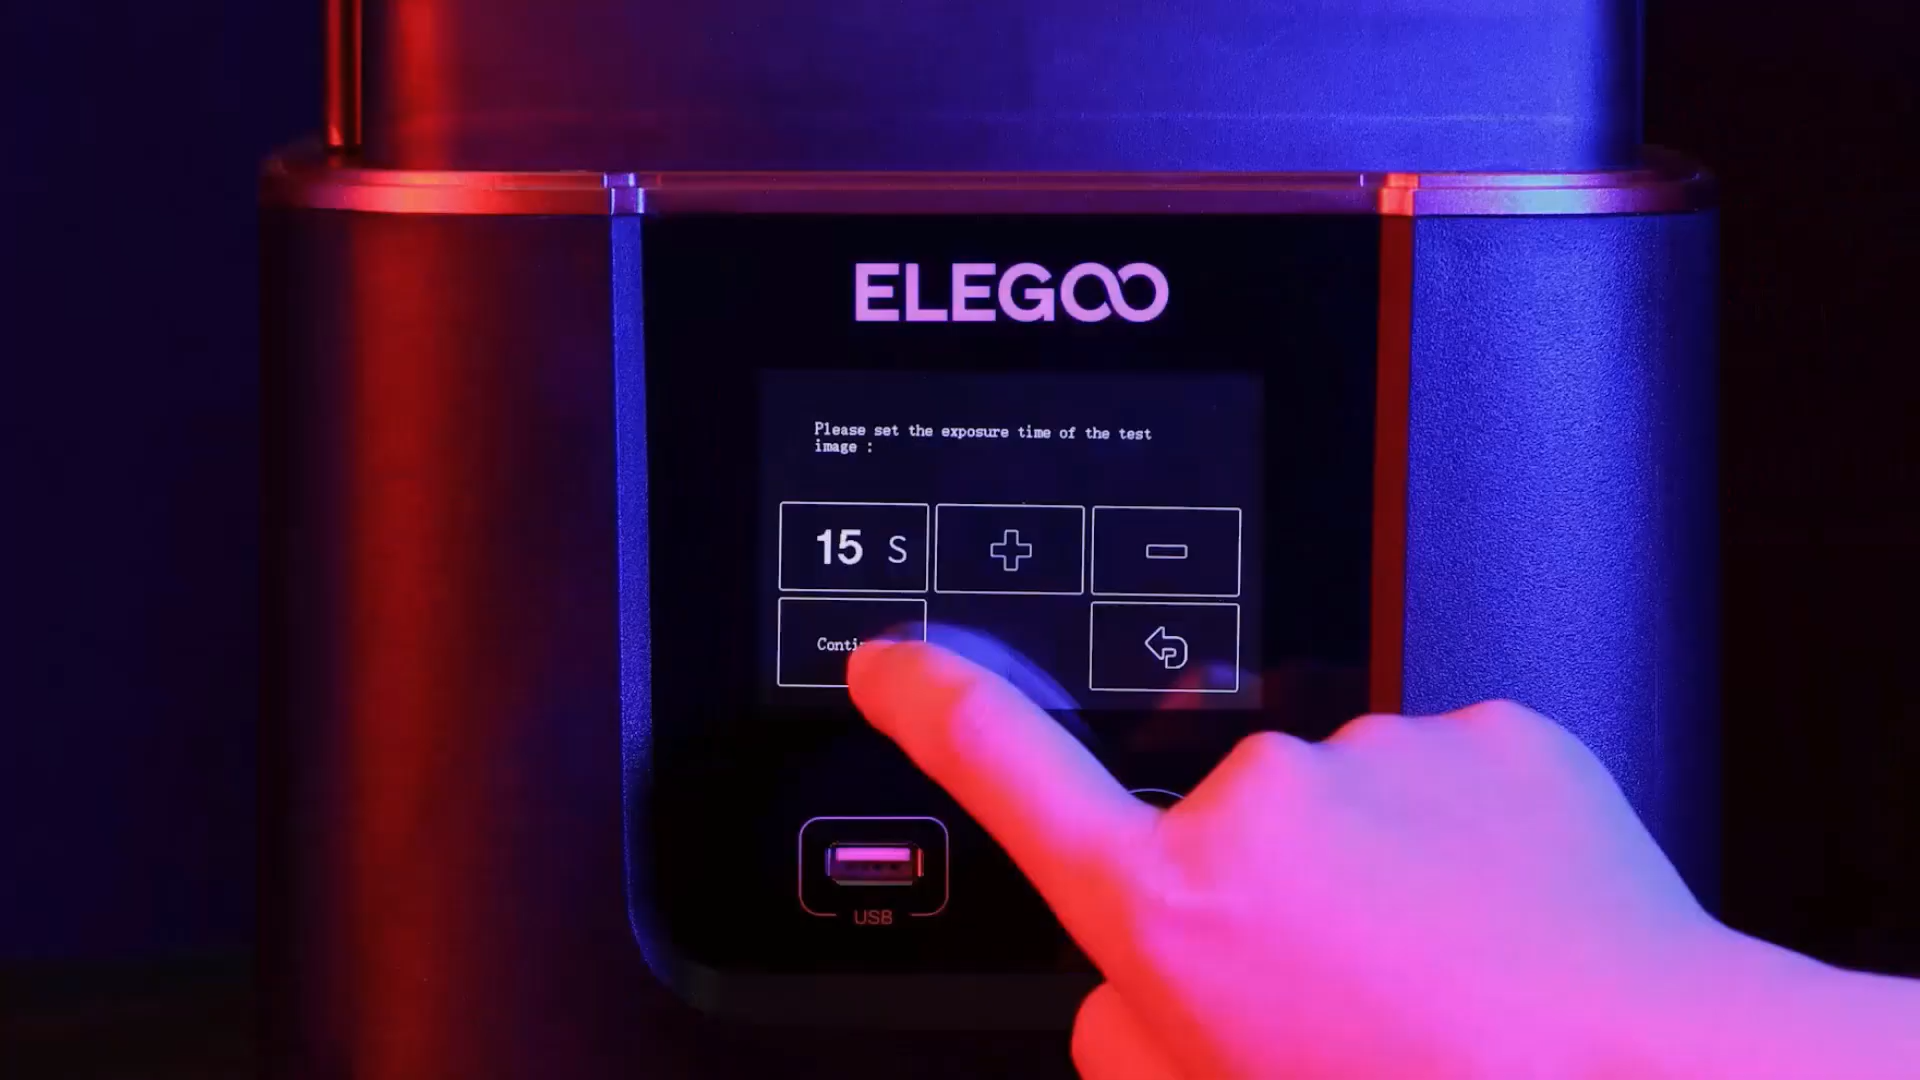 ELEGOO
Please set the exposure time of the test
image :
15 S
USB